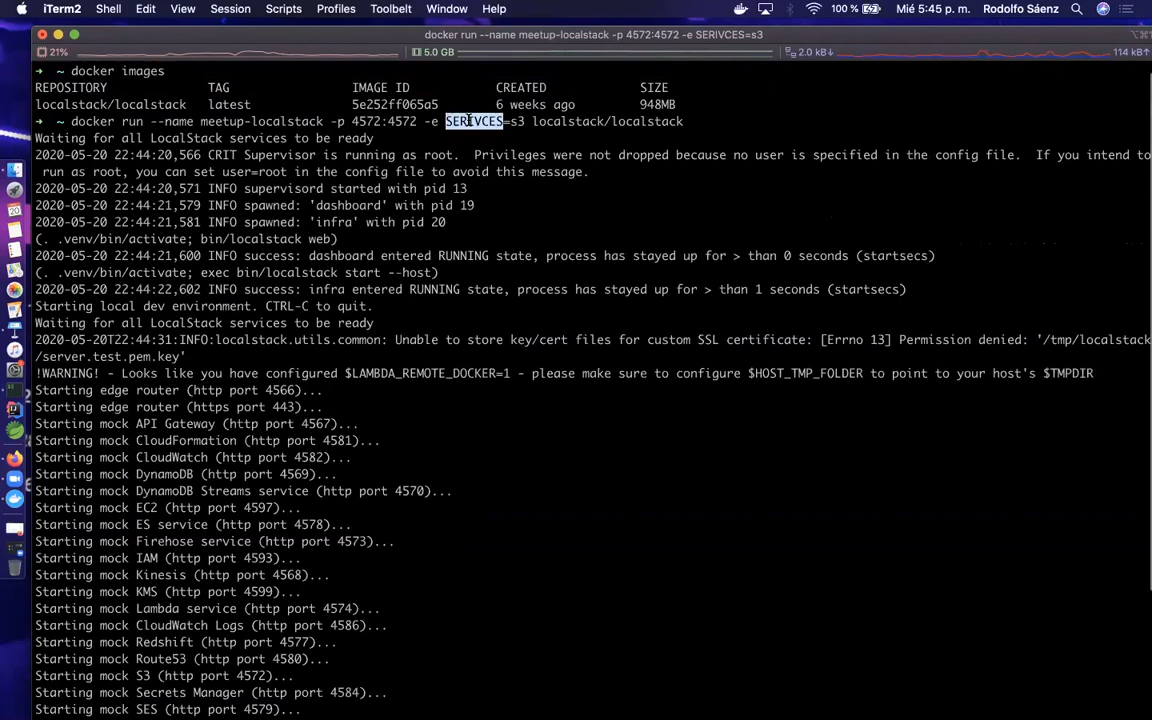 iTerm2 Shell Edit View Session Scripts Profiles Toolbelt Window Help 100 % Mié 5:45 p. m. Rodolfo Sáenz
docker run --name meetup-localstack -p 4572:4572 -e SERIVCES=s3
21% 5.0 GB 2.0 kB↓ 114 kB↑
➜ ~ docker images
REPOSITORY TAG IMAGE ID CREATED SIZE
localstack/localstack latest 5e252ff065a5 6 weeks ago 948MB
➜ ~ docker run --name meetup-localstack -p 4572:4572 -e SERIVCES=s3 localstack/localstack
Waiting for all LocalStack services to be ready
2020-05-20 22:44:20,566 CRIT Supervisor is running as root.  Privileges were not dropped because no user is specified in the config file.  If you intend to
run as root, you can set user=root in the config file to avoid this message.
2020-05-20 22:44:20,571 INFO supervisord started with pid 13
2020-05-20 22:44:21,579 INFO spawned: 'dashboard' with pid 19
2020-05-20 22:44:21,581 INFO spawned: 'infra' with pid 20
(. .venv/bin/activate; bin/localstack web)
2020-05-20 22:44:21,600 INFO success: dashboard entered RUNNING state, process has stayed up for > than 0 seconds (startsecs)
(. .venv/bin/activate; exec bin/localstack start --host)
2020-05-20 22:44:22,602 INFO success: infra entered RUNNING state, process has stayed up for > than 1 seconds (startsecs)
Starting local dev environment. CTRL-C to quit.
Waiting for all LocalStack services to be ready
2020-05-20T22:44:31:INFO:localstack.utils.common: Unable to store key/cert files for custom SSL certificate: [Errno 13] Permission denied: '/tmp/localstack
/server.test.pem.key'
!WARNING! - Looks like you have configured $LAMBDA_REMOTE_DOCKER=1 - please make sure to configure $HOST_TMP_FOLDER to point to your host's $TMPDIR
Starting edge router (http port 4566)...
Starting edge router (https port 443)...
Starting mock API Gateway (http port 4567)...
Starting mock CloudFormation (http port 4581)...
Starting mock CloudWatch (http port 4582)...
Starting mock DynamoDB (http port 4569)...
Starting mock DynamoDB Streams service (http port 4570)...
Starting mock EC2 (http port 4597)...
Starting mock ES service (http port 4578)...
Starting mock Firehose service (http port 4573)...
Starting mock IAM (http port 4593)...
Starting mock Kinesis (http port 4568)...
Starting mock KMS (http port 4599)...
Starting mock Lambda service (http port 4574)...
Starting mock CloudWatch Logs (http port 4586)...
Starting mock Redshift (http port 4577)...
Starting mock Route53 (http port 4580)...
Starting mock S3 (http port 4572)...
Starting mock Secrets Manager (http port 4584)...
Starting mock SES (http port 4579)...